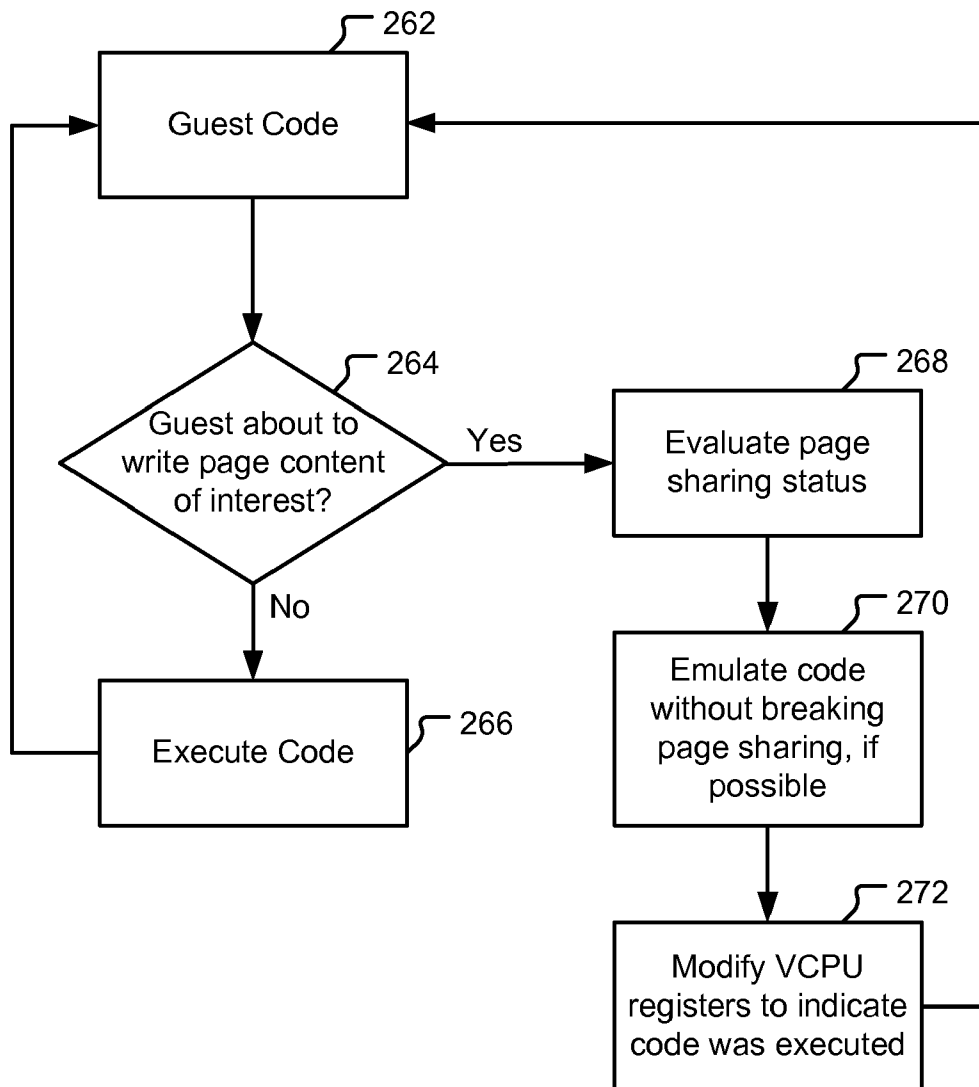 262
Guest Code
264
Guest about to
write page content
of interest?
Yes
268
Evaluate page
sharing status
No
266
Execute Code
270
Emulate code
without breaking
page sharing, if
possible
272
Modify VCPU
registers to indicate
code was executed